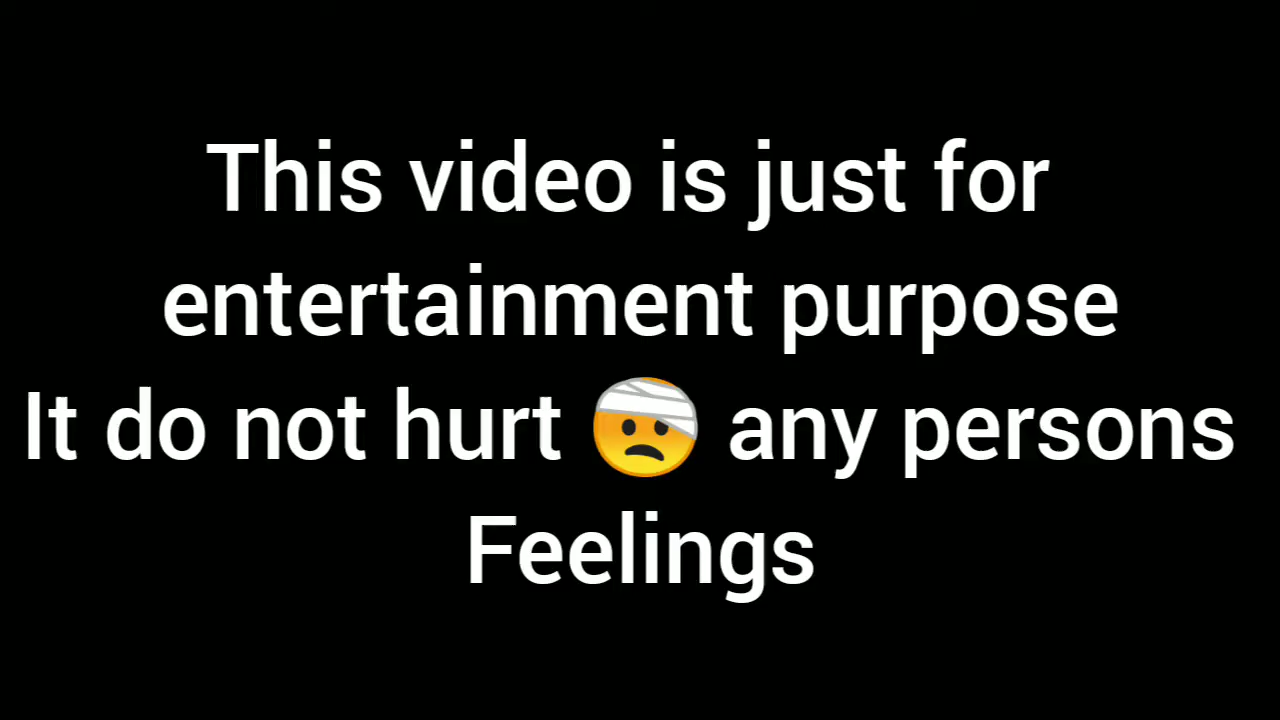 This video is just for
entertainment purpose
It do not hurt 🤕 any persons
Feelings